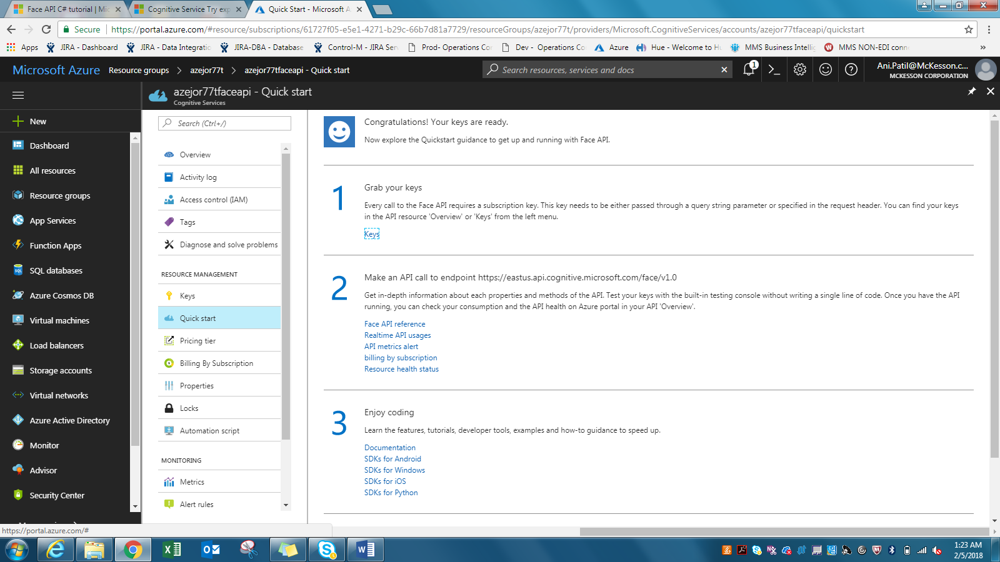 Face API C# tutorial | Mic
Cognitive Service Try exp
Quick Start - Microsoft A
Secure
https://portal.azure.com/#resource/subscriptions/61727f05-e5e1-4271-b29c-66b7d81a7729/resourceGroups/azejor77t/providers/Microsoft.CognitiveServices/accounts/azejor77tfaceapi/quickstart
Apps
JIRA - Dashboard
JIRA - Data Integratio
JIRA-DBA - Database
Control-M - JIRA Ser
Prod- Operations Cor
Dev - Operations Co
Azure
Hue - Welcome to Hu
MMS Business Intellig
MMS NON-EDI conn
»
Microsoft Azure
Resource groups > azejor77t > azejor77tfaceapi - Quick start
Search resources, services and docs
1
Ani.Patil@McKesson.c...
MCKESSON CORPORATION
azejor77tfaceapi - Quick start
Cognitive Services
New
Dashboard
All resources
Resource groups
App Services
Function Apps
SQL databases
Azure Cosmos DB
Virtual machines
Load balancers
Storage accounts
Virtual networks
Azure Active Directory
Monitor
Advisor
Security Center
https://portal.azure.com/#
Search (Ctrl+/)
Overview
Activity log
Access control (IAM)
Tags
Diagnose and solve problems
RESOURCE MANAGEMENT
Keys
Quick start
Pricing tier
Billing By Subscription
Properties
Locks
Automation script
MONITORING
Metrics
Alert rules
Congratulations! Your keys are ready.
Now explore the Quickstart guidance to get up and running with Face API.
1
Grab your keys
Every call to the Face API requires a subscription key. This key needs to be either passed through a query string parameter or specified in the request header. You can find your keys
in the API resource 'Overview' or 'Keys' from the left menu.
Keys
2
Make an API call to endpoint https://eastus.api.cognitive.microsoft.com/face/v1.0
Get in-depth information about each properties and methods of the API. Test your keys with the built-in testing console without writing a single line of code. Once you have the API
running, you can check your consumption and the API health on Azure portal in your API 'Overview'.
Face API reference
Realtime API usages
API metrics alert
billing by subscription
Resource health status
3
Enjoy coding
Learn the features, tutorials, developer tools, examples and how-to guidance to speed up.
Documentation
SDKs for Android
SDKs for Windows
SDKs for iOS
SDKs for Python
1:23 AM
2/5/2018